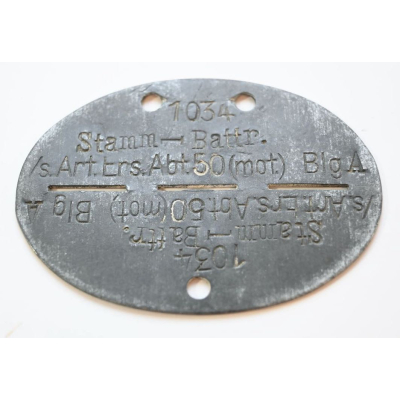 1034
Stamm-Battr.
/s.Art.Ers.Abt.50(mot) Blg.A
/s.Art.Ers.Abt.50(mot) Blg A
Stamm-Battr.
1034